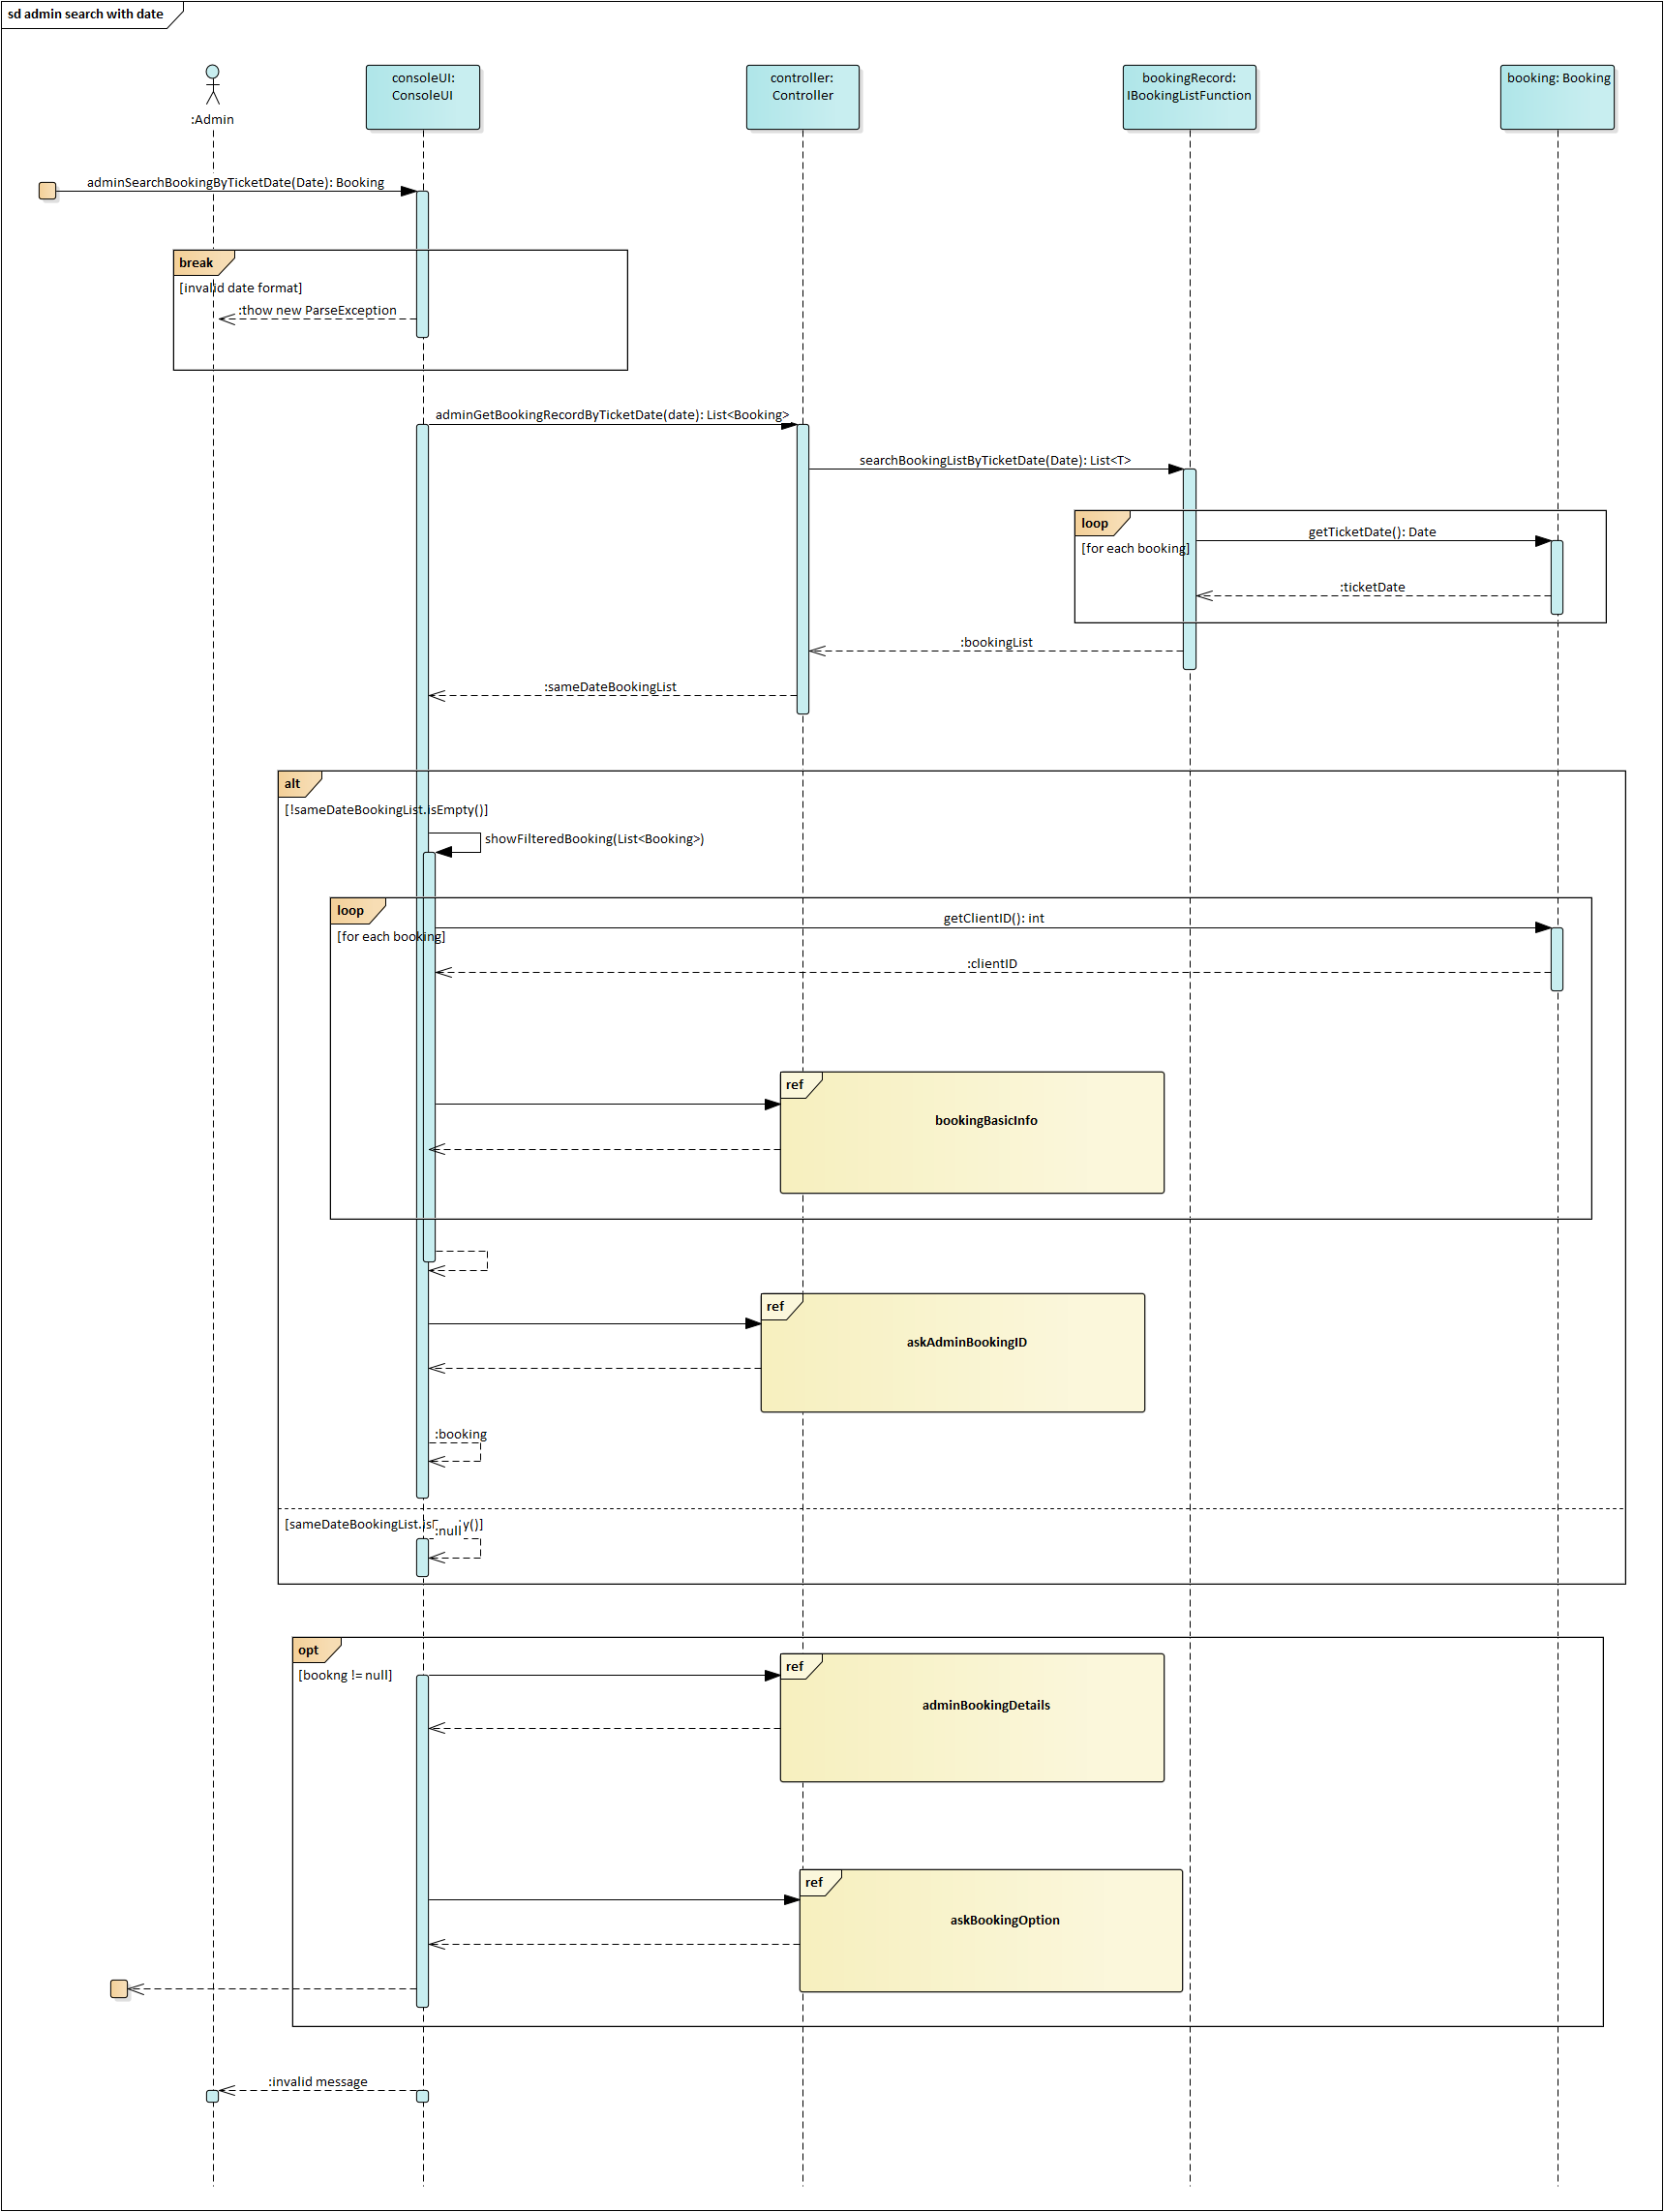 sd admin search with date
:Admin
consoleUI:
ConsoleUI
controller:
Controller
bookingRecord:
IBookingListFunction
booking: Booking
adminSearchBookingByTicketDate(Date): Booking
break
[invalid date format]
:thow new ParseException
adminGetBookingRecordByTicketDate(date): List<Booking>
searchBookingListByTicketDate(Date): List<T>
loop
[for each booking]
getTicketDate(): Date
:ticketDate
:bookingList
:sameDateBookingList
alt
[!sameDateBookingList.isEmpty()]
showFilteredBooking(List<Booking>)
loop
[for each booking]
getClientID(): int
:clientID
ref
bookingBasicInfo
ref
askAdminBookingID
:booking
:null
opt
[bookng != null]
ref
adminBookingDetails
ref
askBookingOption
:invalid message